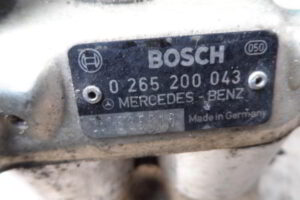 BOSCH 050
0 265 200 043
MERCEDES-BENZ
Made in Germany